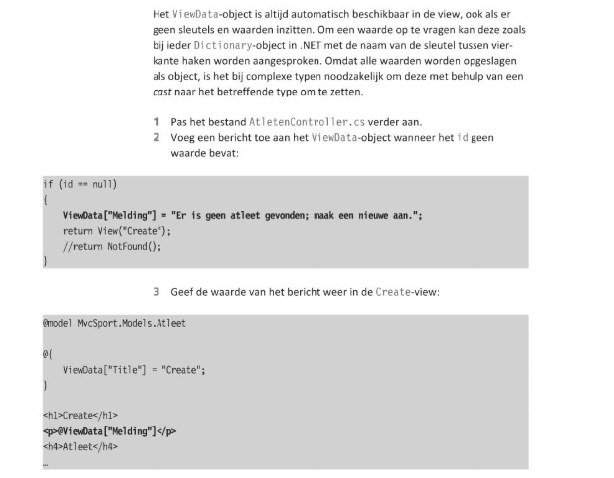 Het ViewData-object is altijd automatisch beschikbaar in de view, ook als er
geen sleutels en waarden inzitten. Om een waarde op te vragen kan deze zoals
bij ieder Dictionary-object in .NET met de naam van de sleutel tussen vier-
kante haken worden aangesproken. Omdat alle waarden worden opgeslagen
als object, is het bij complexe typen noodzakelijk om deze met behulp van een
cast naar het betreffende type om te zetten.
1 Pas het bestand AtletenController.cs verder aan.
2 Voeg een bericht toe aan het ViewData-object wanneer het id geen
waarde bevat:
if (id == null)
{
ViewData["Melding"] = "Er is geen atleet gevonden; maak een nieuwe aan.";
return View("Create");
//return NotFound();
}
3 Geef de waarde van het bericht weer in de Create-view:
@model MvcSport.Models.Atleet
@{
ViewData["Title"] = "Create";
}
<h1>Create</h1>
<p>@ViewData["Melding"]</p>
<h4>Atleet</h4>
…